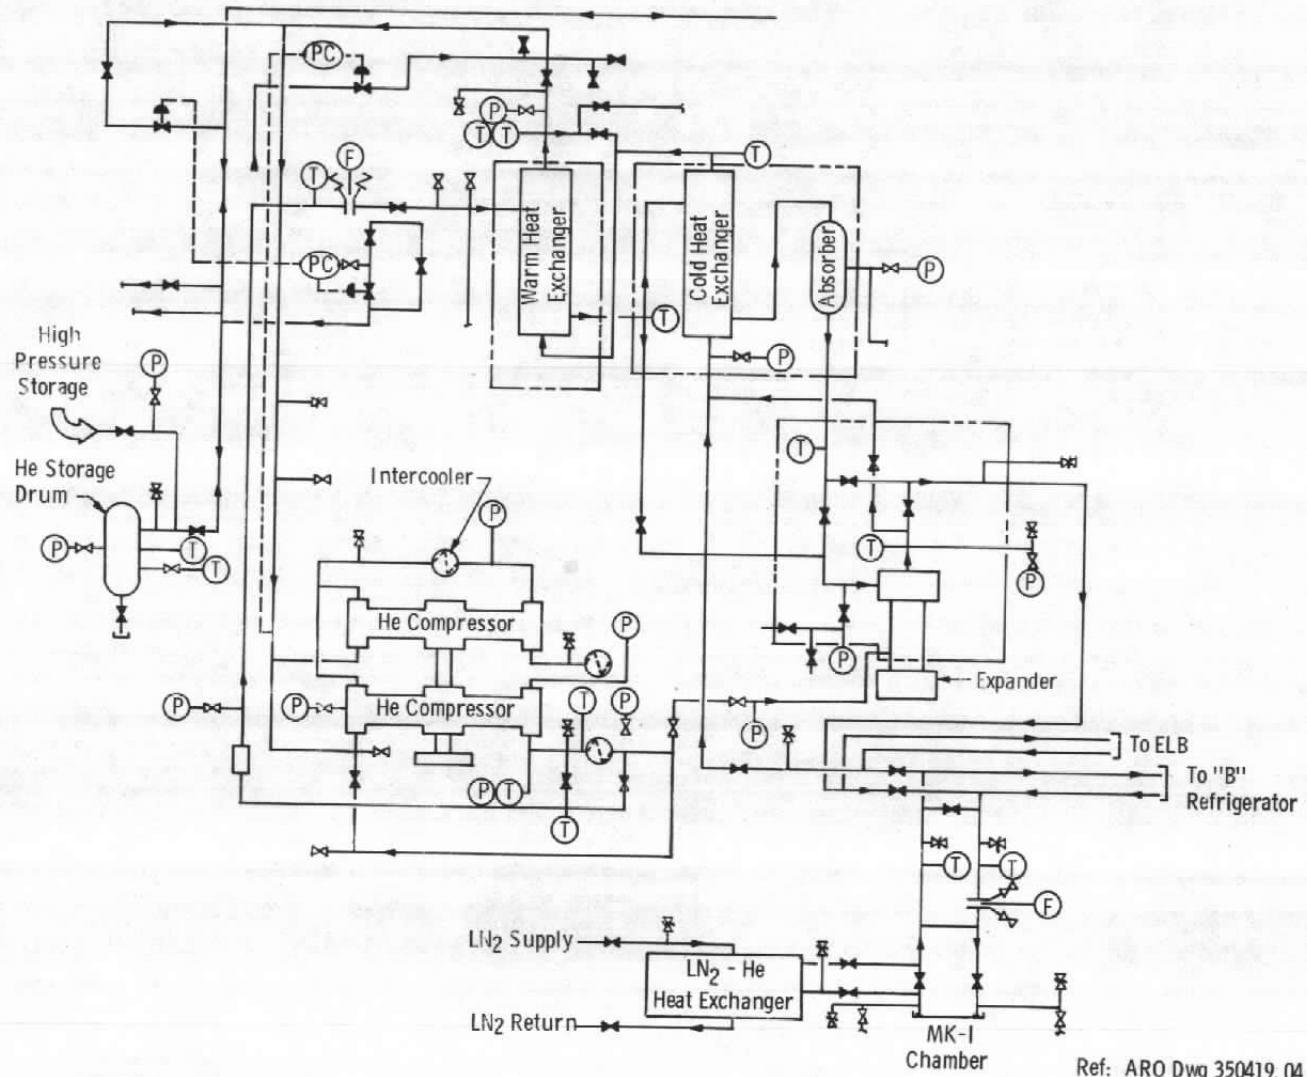 PC
P
T T
T
F
T
PC
Warm Heat
Exchanger
T
Cold Heat
Exchanger
Absorber
P
P
High
Pressure
Storage
P
He Storage
Drum
P
T
T
Intercooler
P
T
T
P
He Compressor
P
He Compressor
P
P
T
P
P T
T
P
P
Expander
To ELB
To "B"
Refrigerator
T
T
F
LN2 Supply
LN2 - He
Heat Exchanger
LN2 Return
MK-I
Chamber
Ref: ARO Dwg 350419, 04